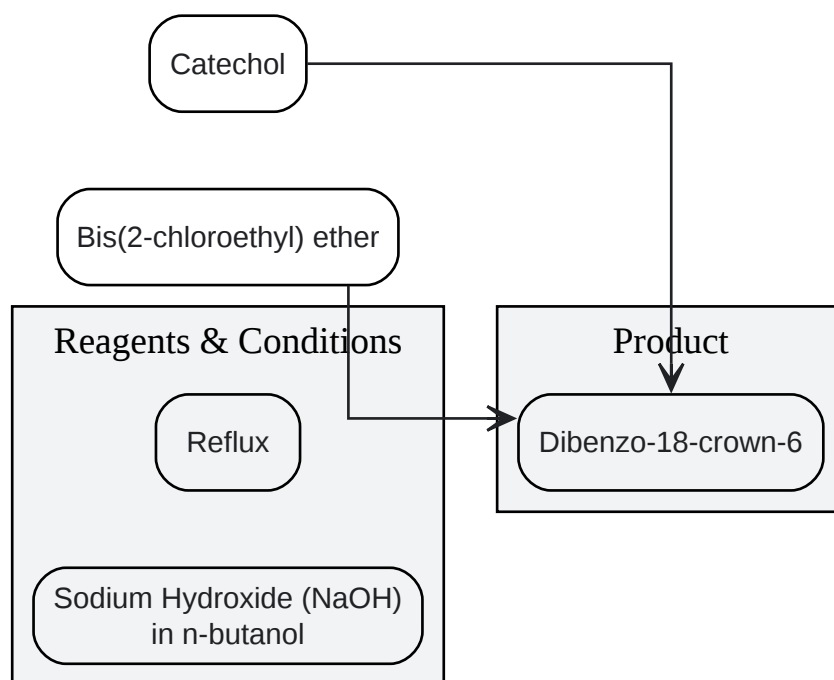 Catechol
Bis(2-chloroethyl) ether
Reagents & Conditions
Product
Reflux
Dibenzo-18-crown-6
Sodium Hydroxide (NaOH)
in n-butanol